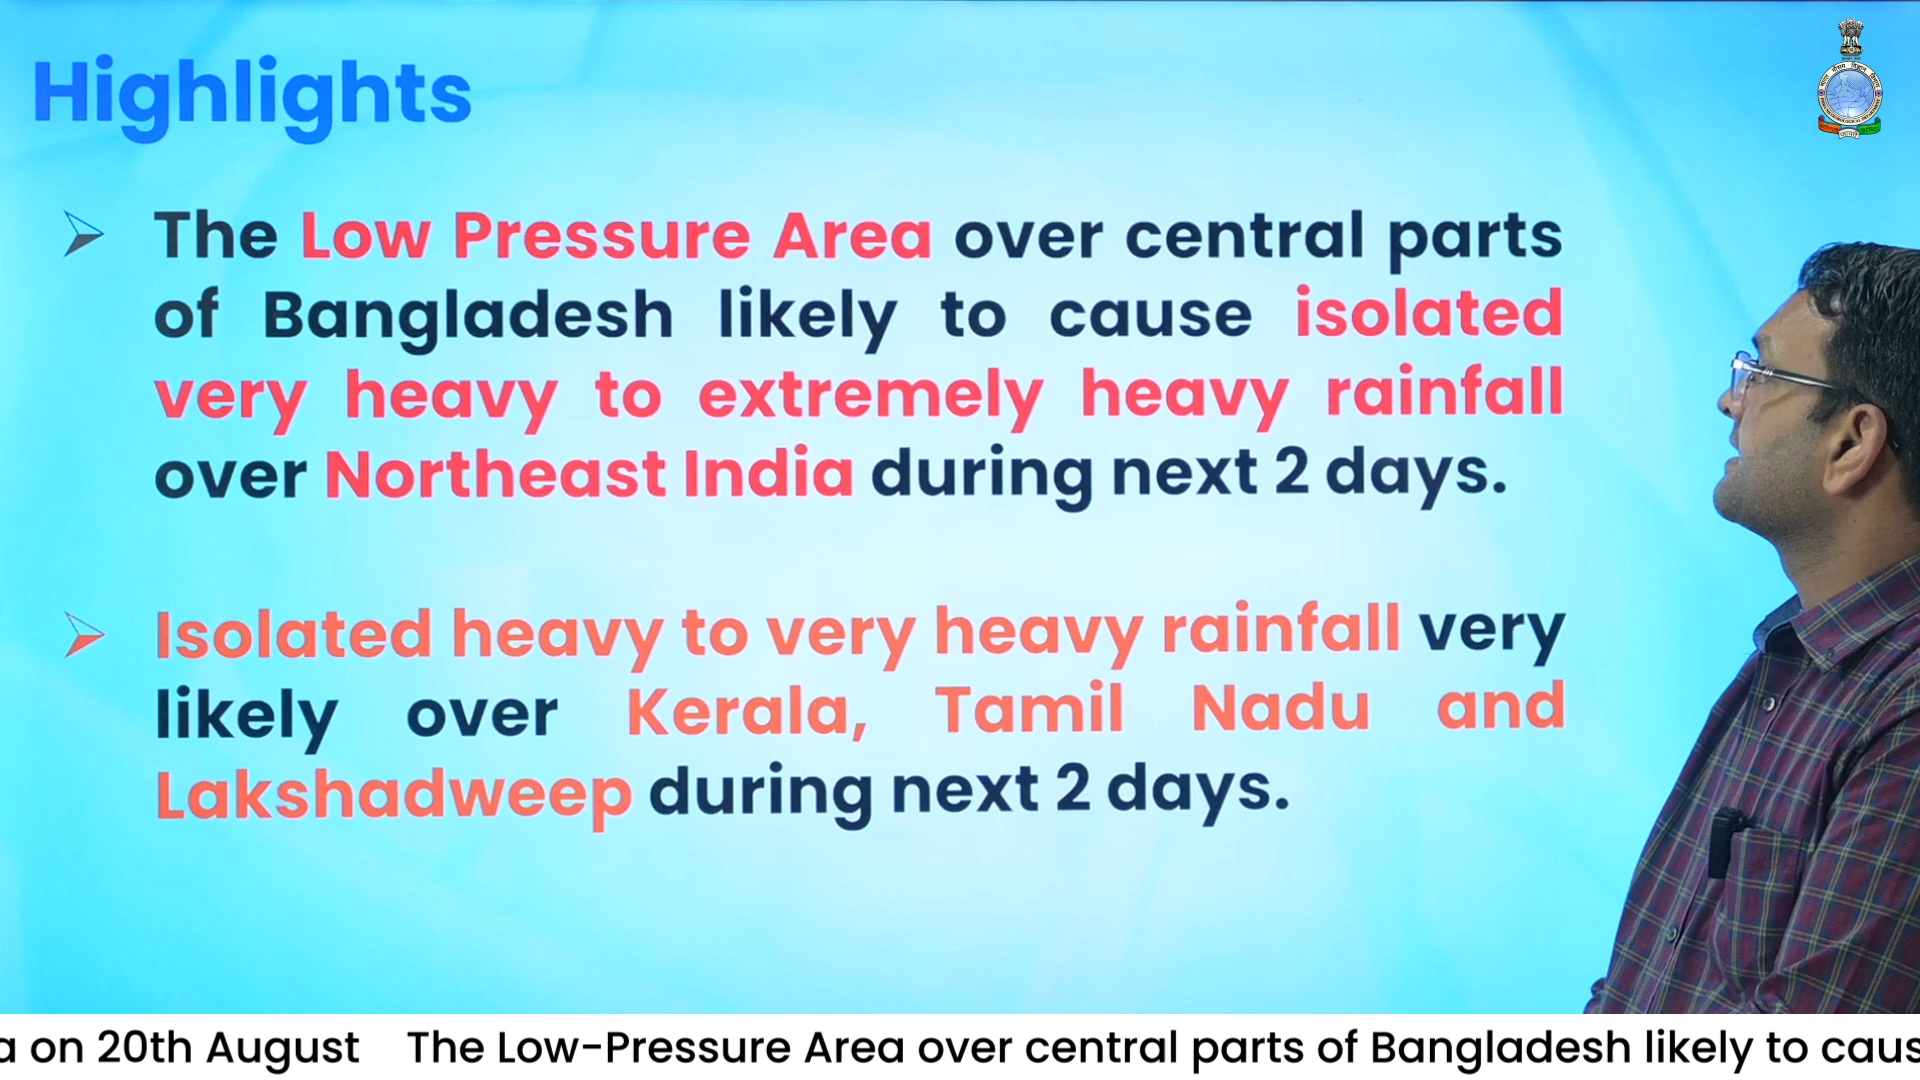 Highlights
The Low Pressure Area over central parts
of Bangladesh likely to cause isolated
very heavy to extremely heavy rainfall
over Northeast India during next 2 days.
Isolated heavy to very heavy rainfall very
likely over Kerala, Tamil Nadu and
Lakshadweep during next 2 days.
a on 20th August The Low-Pressure Area over central parts of Bangladesh likely to caus